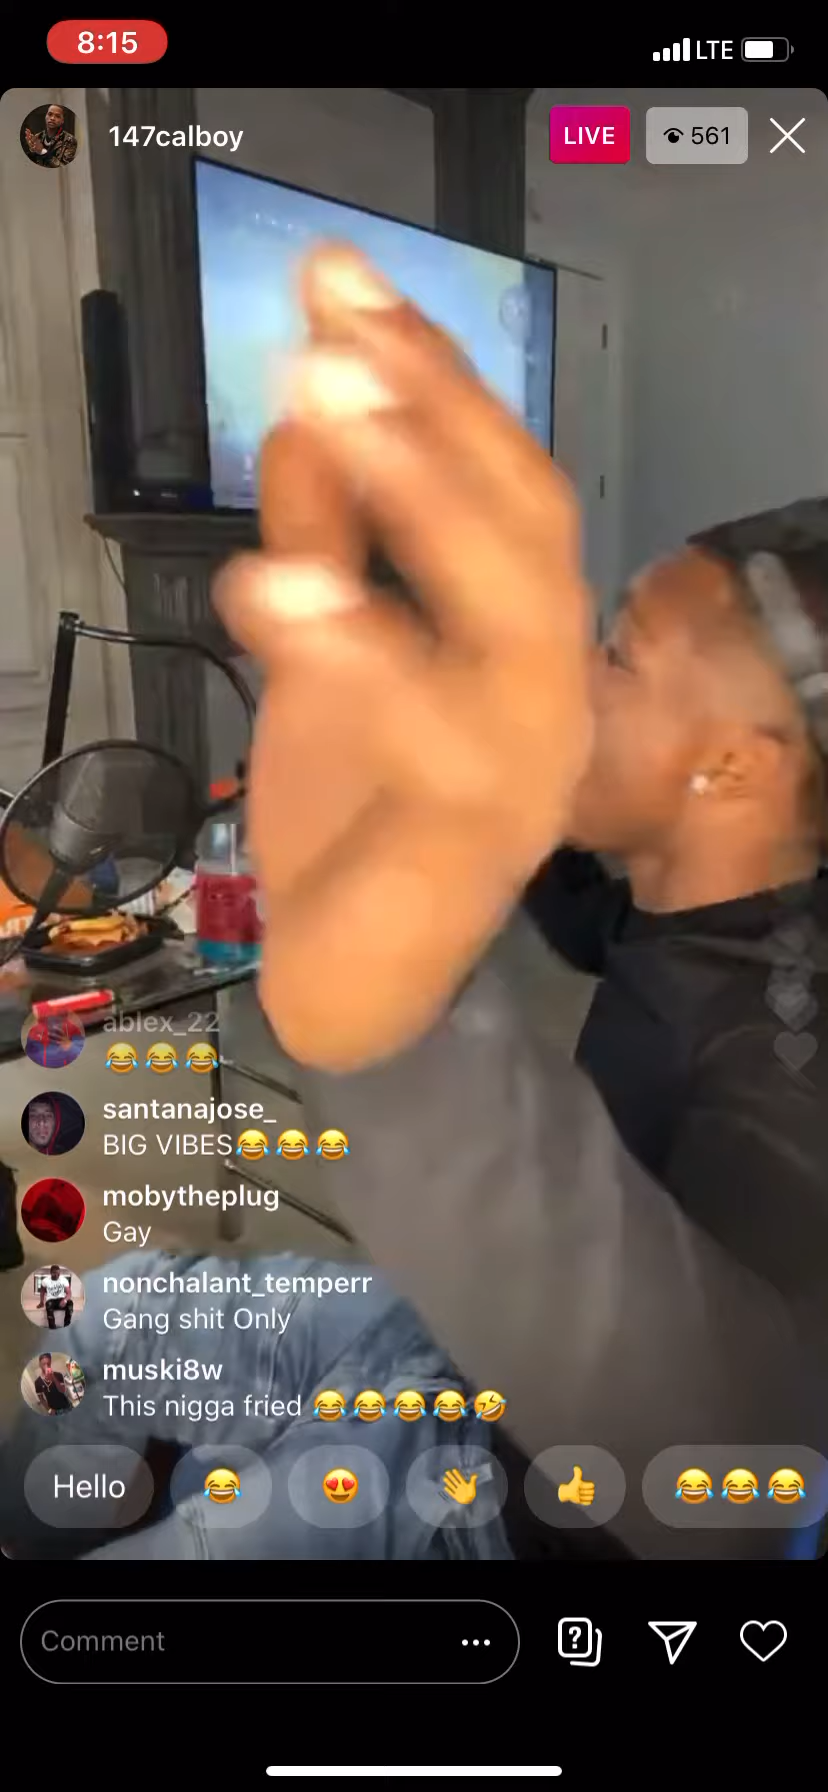 8:15
LTE
147calboy
LIVE
561
ablex_22
😂😂😂
santanajose_
BIG VIBES😂😂😂
mobytheplug
Gay
nonchalant_temperr
Gang shit Only
muski8w
This nigga fried 😂😂😂😂🤣
Hello 😂 😍 👋 👍 😂😂😂
Comment